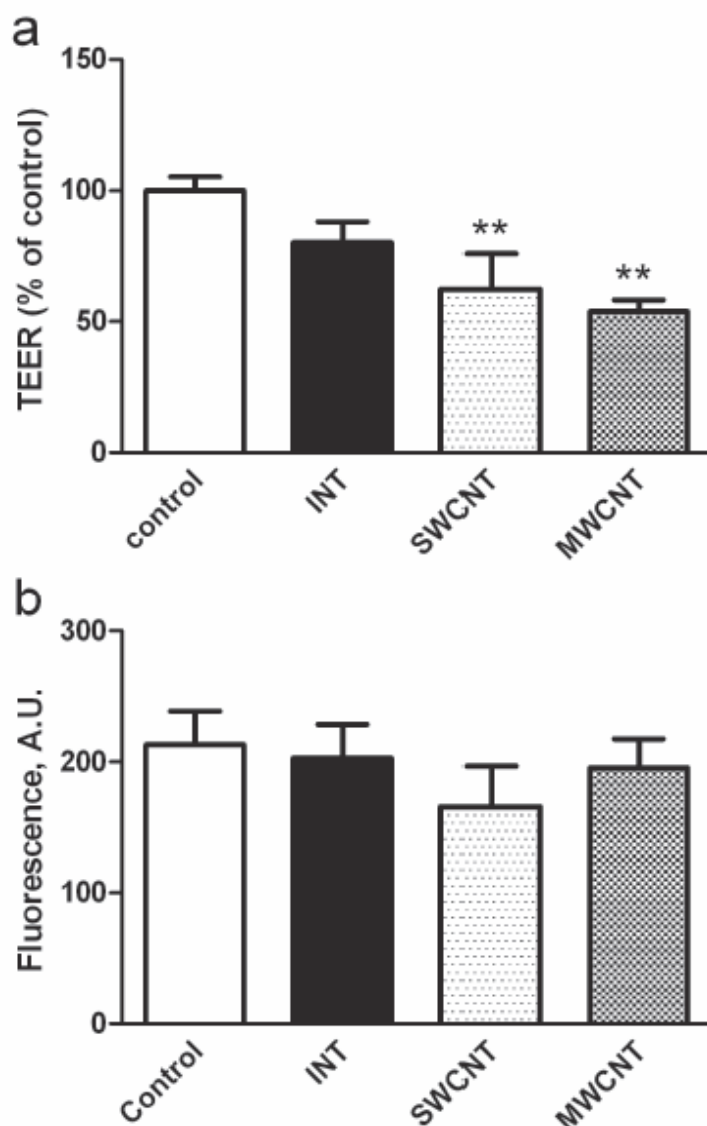 a
TEER (% of control)
150
100
50
0
**
**
control
INT
SWCNT
MWCNT
b
Fluorescence, A.U.
300
200
100
0
Control
INT
SWCNT
MWCNT